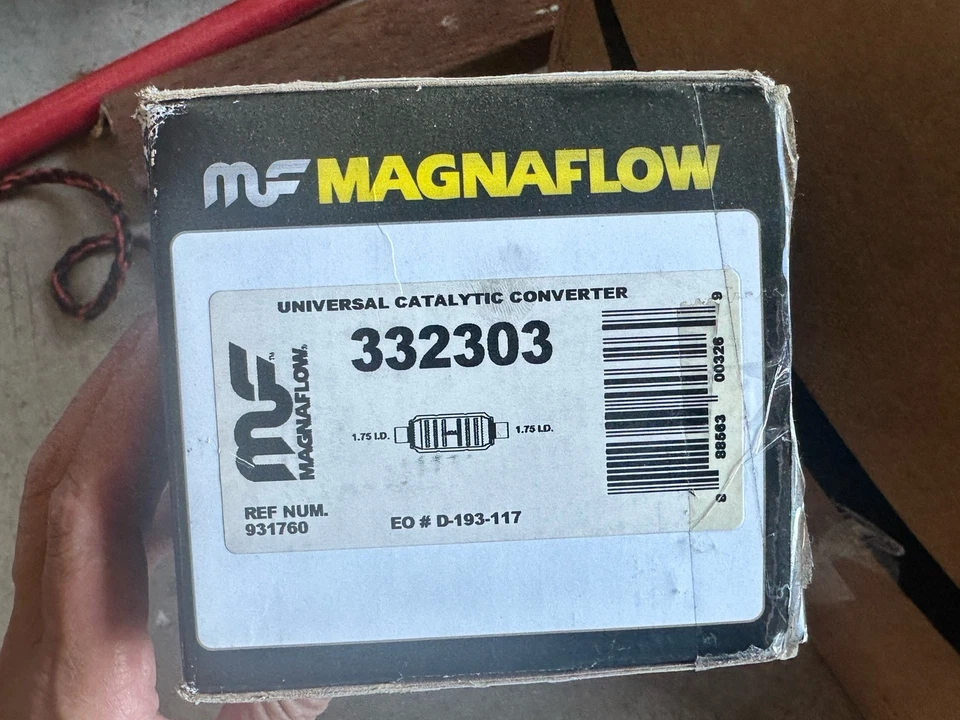 MF MAGNAFLOW
UNIVERSAL CATALYTIC CONVERTER
332303
MF™ MAGNAFLOW®
1.75 I.D.
1.75 I.D.
REF NUM.
931760
EO # D-193-117
8 88563 00326 9